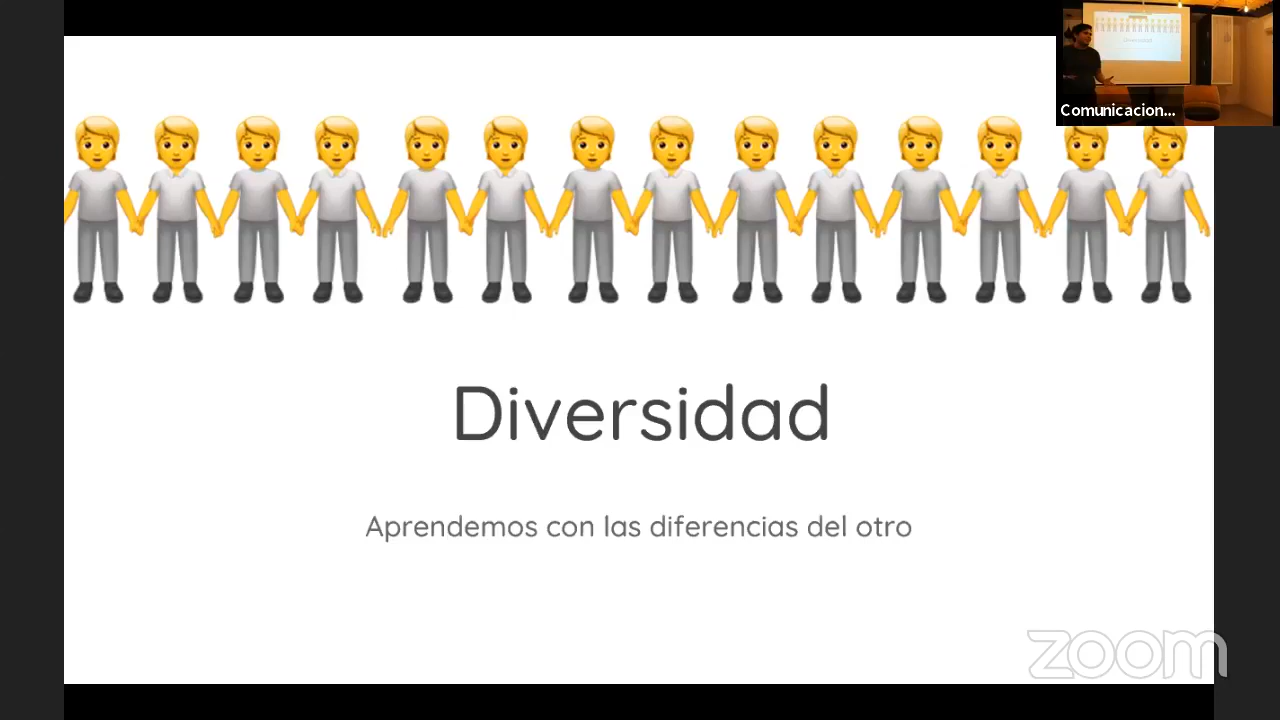 Comunicacion...
Diversidad
Aprendemos con las diferencias del otro
zoom